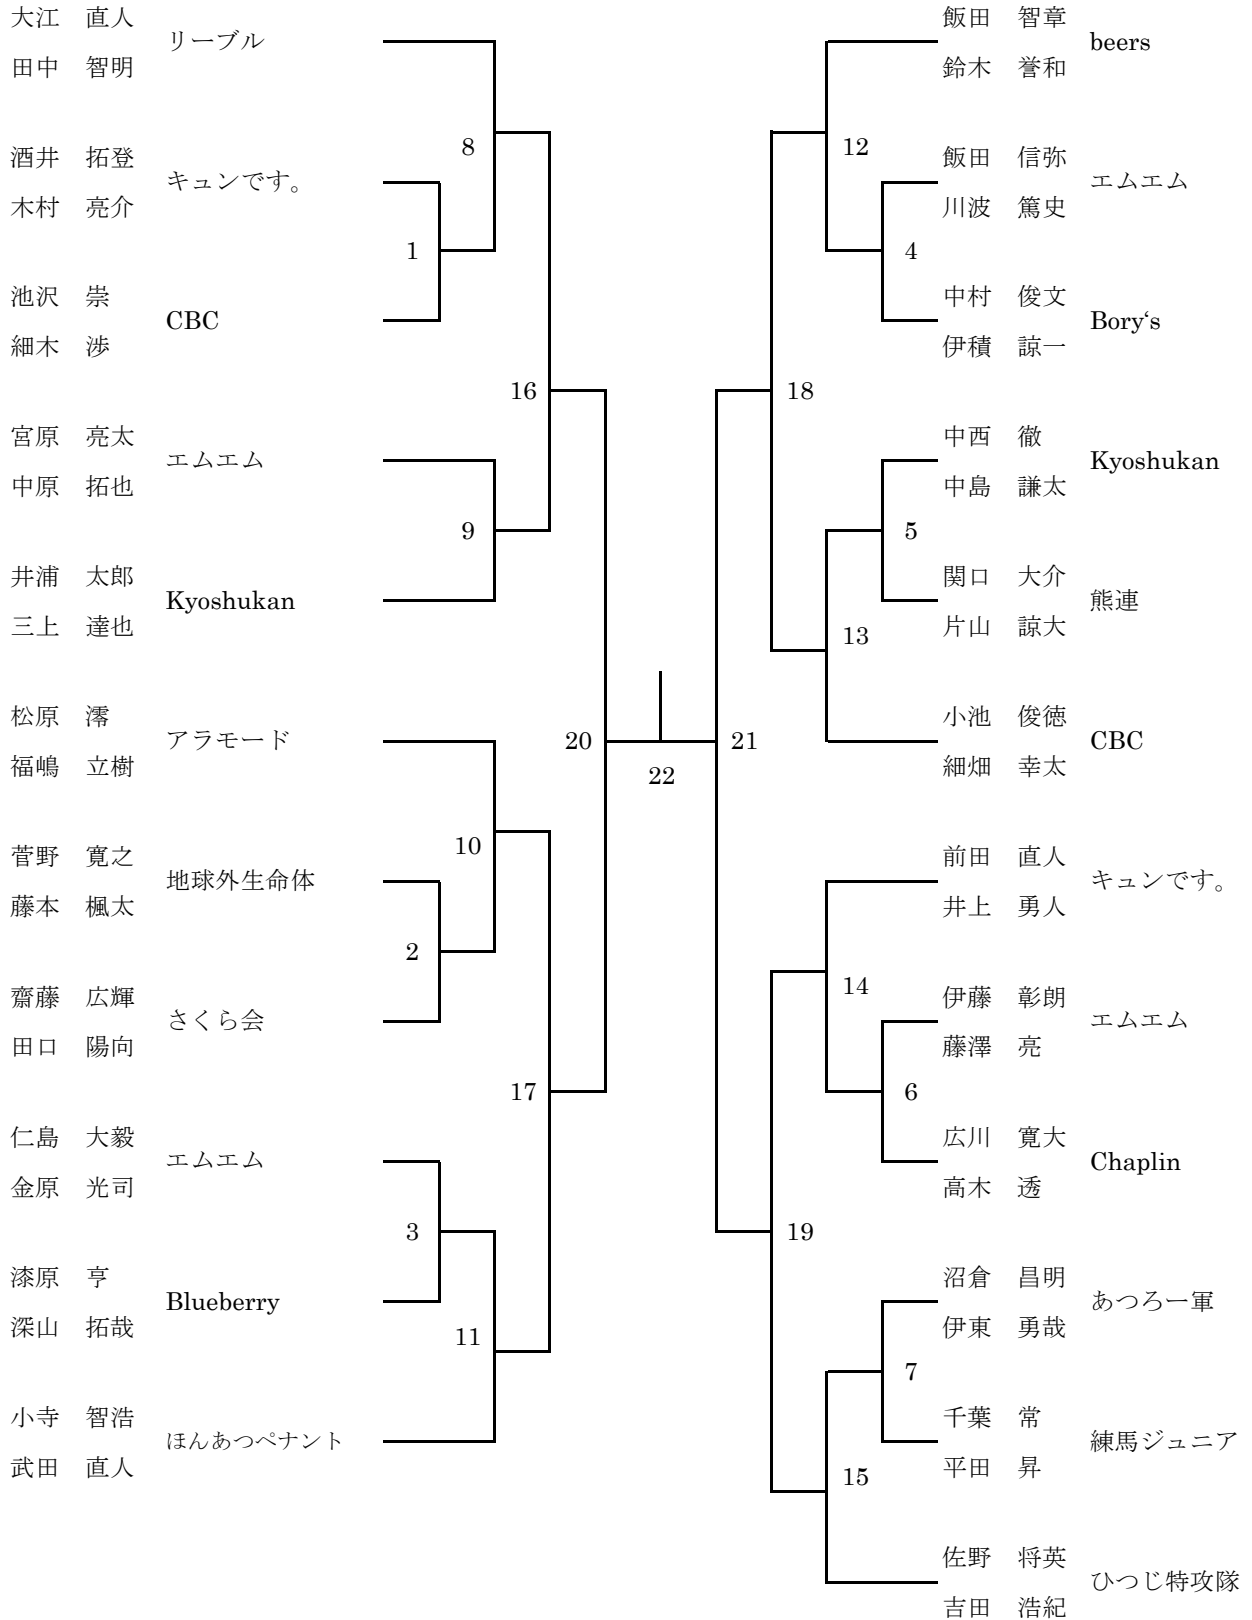 大江　直人
リーブル
田中　智明
8
酒井　拓登
キュンです。
木村　亮介
1
池沢　崇
CBC
細木　渉
16
宮原　亮太
エムエム
中原　拓也
9
井浦　太郎
Kyoshukan
三上　達也
松原　澪
アラモード
福嶋　立樹
20
10
菅野　寛之
地球外生命体
藤本　楓太
2
齋藤　広輝
さくら会
田口　陽向
17
仁島　大毅
エムエム
金原　光司
3
漆原　亨
Blueberry
深山　拓哉
11
小寺　智浩
ほんあつペナント
武田　直人
22
飯田　智章
beers
鈴木　誉和
12
飯田　信弥
エムエム
川波　篤史
4
中村　俊文
Bory‘s
伊積　諒一
18
中西　徹
Kyoshukan
中島　謙太
5
関口　大介
熊連
片山　諒大
13
小池　俊徳
CBC
細畑　幸太
21
前田　直人
キュンです。
井上　勇人
14
伊藤　彰朗
エムエム
藤澤　亮
6
広川　寛大
Chaplin
高木　透
19
沼倉　昌明
あつろー軍
伊東　勇哉
7
千葉　常
練馬ジュニア
平田　昇
15
佐野　将英
ひつじ特攻隊
吉田　浩紀